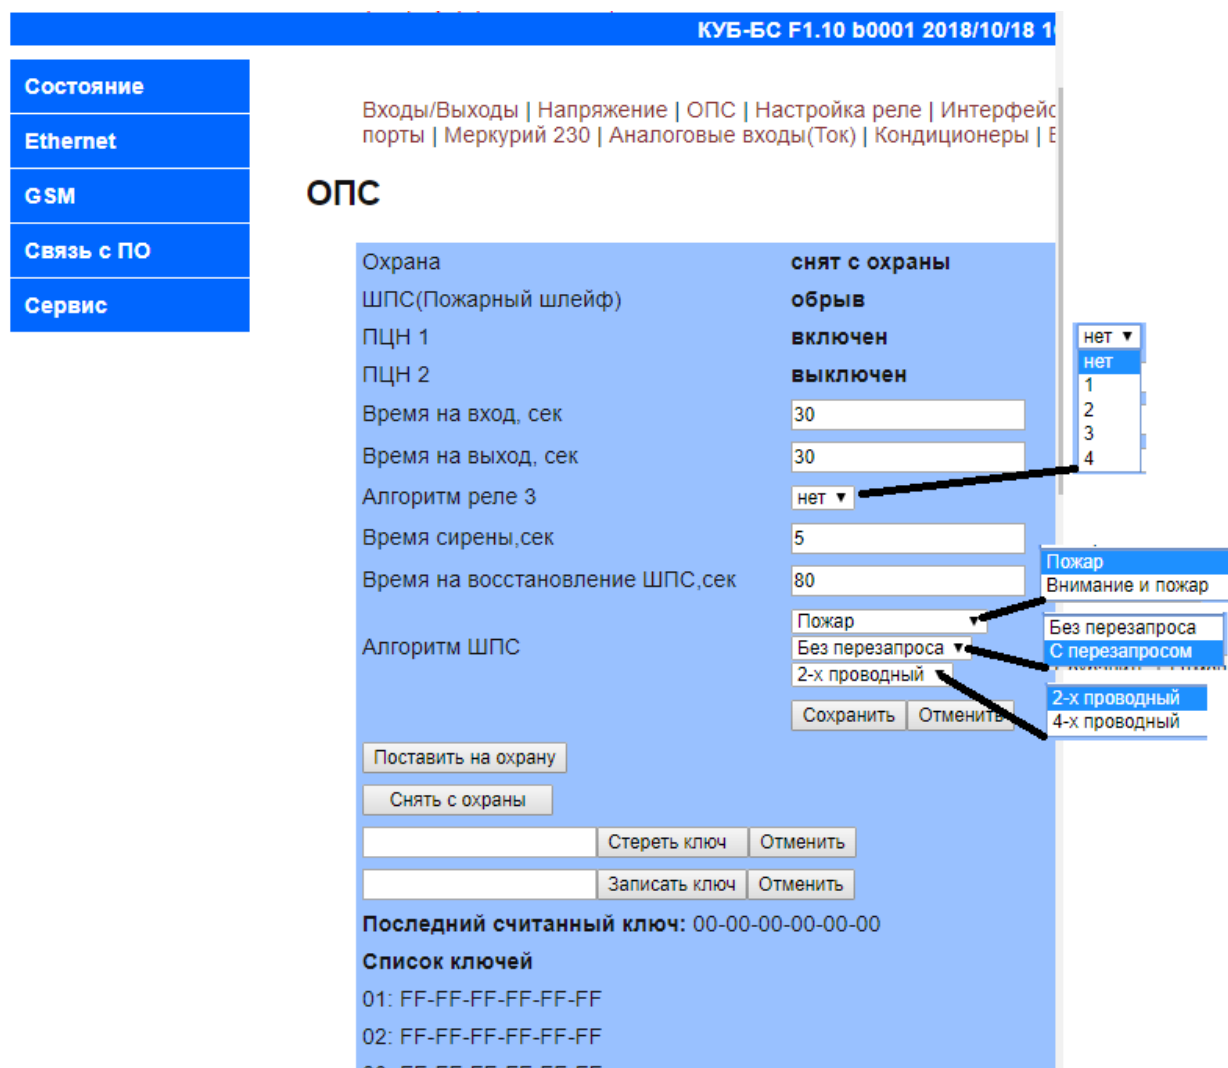 КУБ-БС F1.10 b0001 2018/10/18 1
Состояние
Ethernet
GSM
Связь с ПО
Сервис
Входы/Выходы | Напряжение | ОПС | Настройка реле | Интерфейс
порты | Меркурий 230 | Аналоговые входы(Ток) | Кондиционеры |
ОПС
Охрана снят с охраны
ШПС(Пожарный шлейф) обрыв
ПЦН 1 включен
ПЦН 2 выключен
Время на вход, сек 30
Время на выход, сек 30
Алгоритм реле 3 нет
нет
нет
1
2
3
4
Время сирены,сек 5
Время на восстановление ШПС,сек 80
Алгоритм ШПС
Пожар
Без перезапроса
2-х проводный
Пожар
Внимание и пожар
Без перезапроса
С перезапросом
2-х проводный
4-х проводный
Сохранить Отменить
Поставить на охрану
Снять с охраны
Стереть ключ Отменить
Записать ключ Отменить
Последний считанный ключ: 00-00-00-00-00-00
Список ключей
01: FF-FF-FF-FF-FF-FF
02: FF-FF-FF-FF-FF-FF